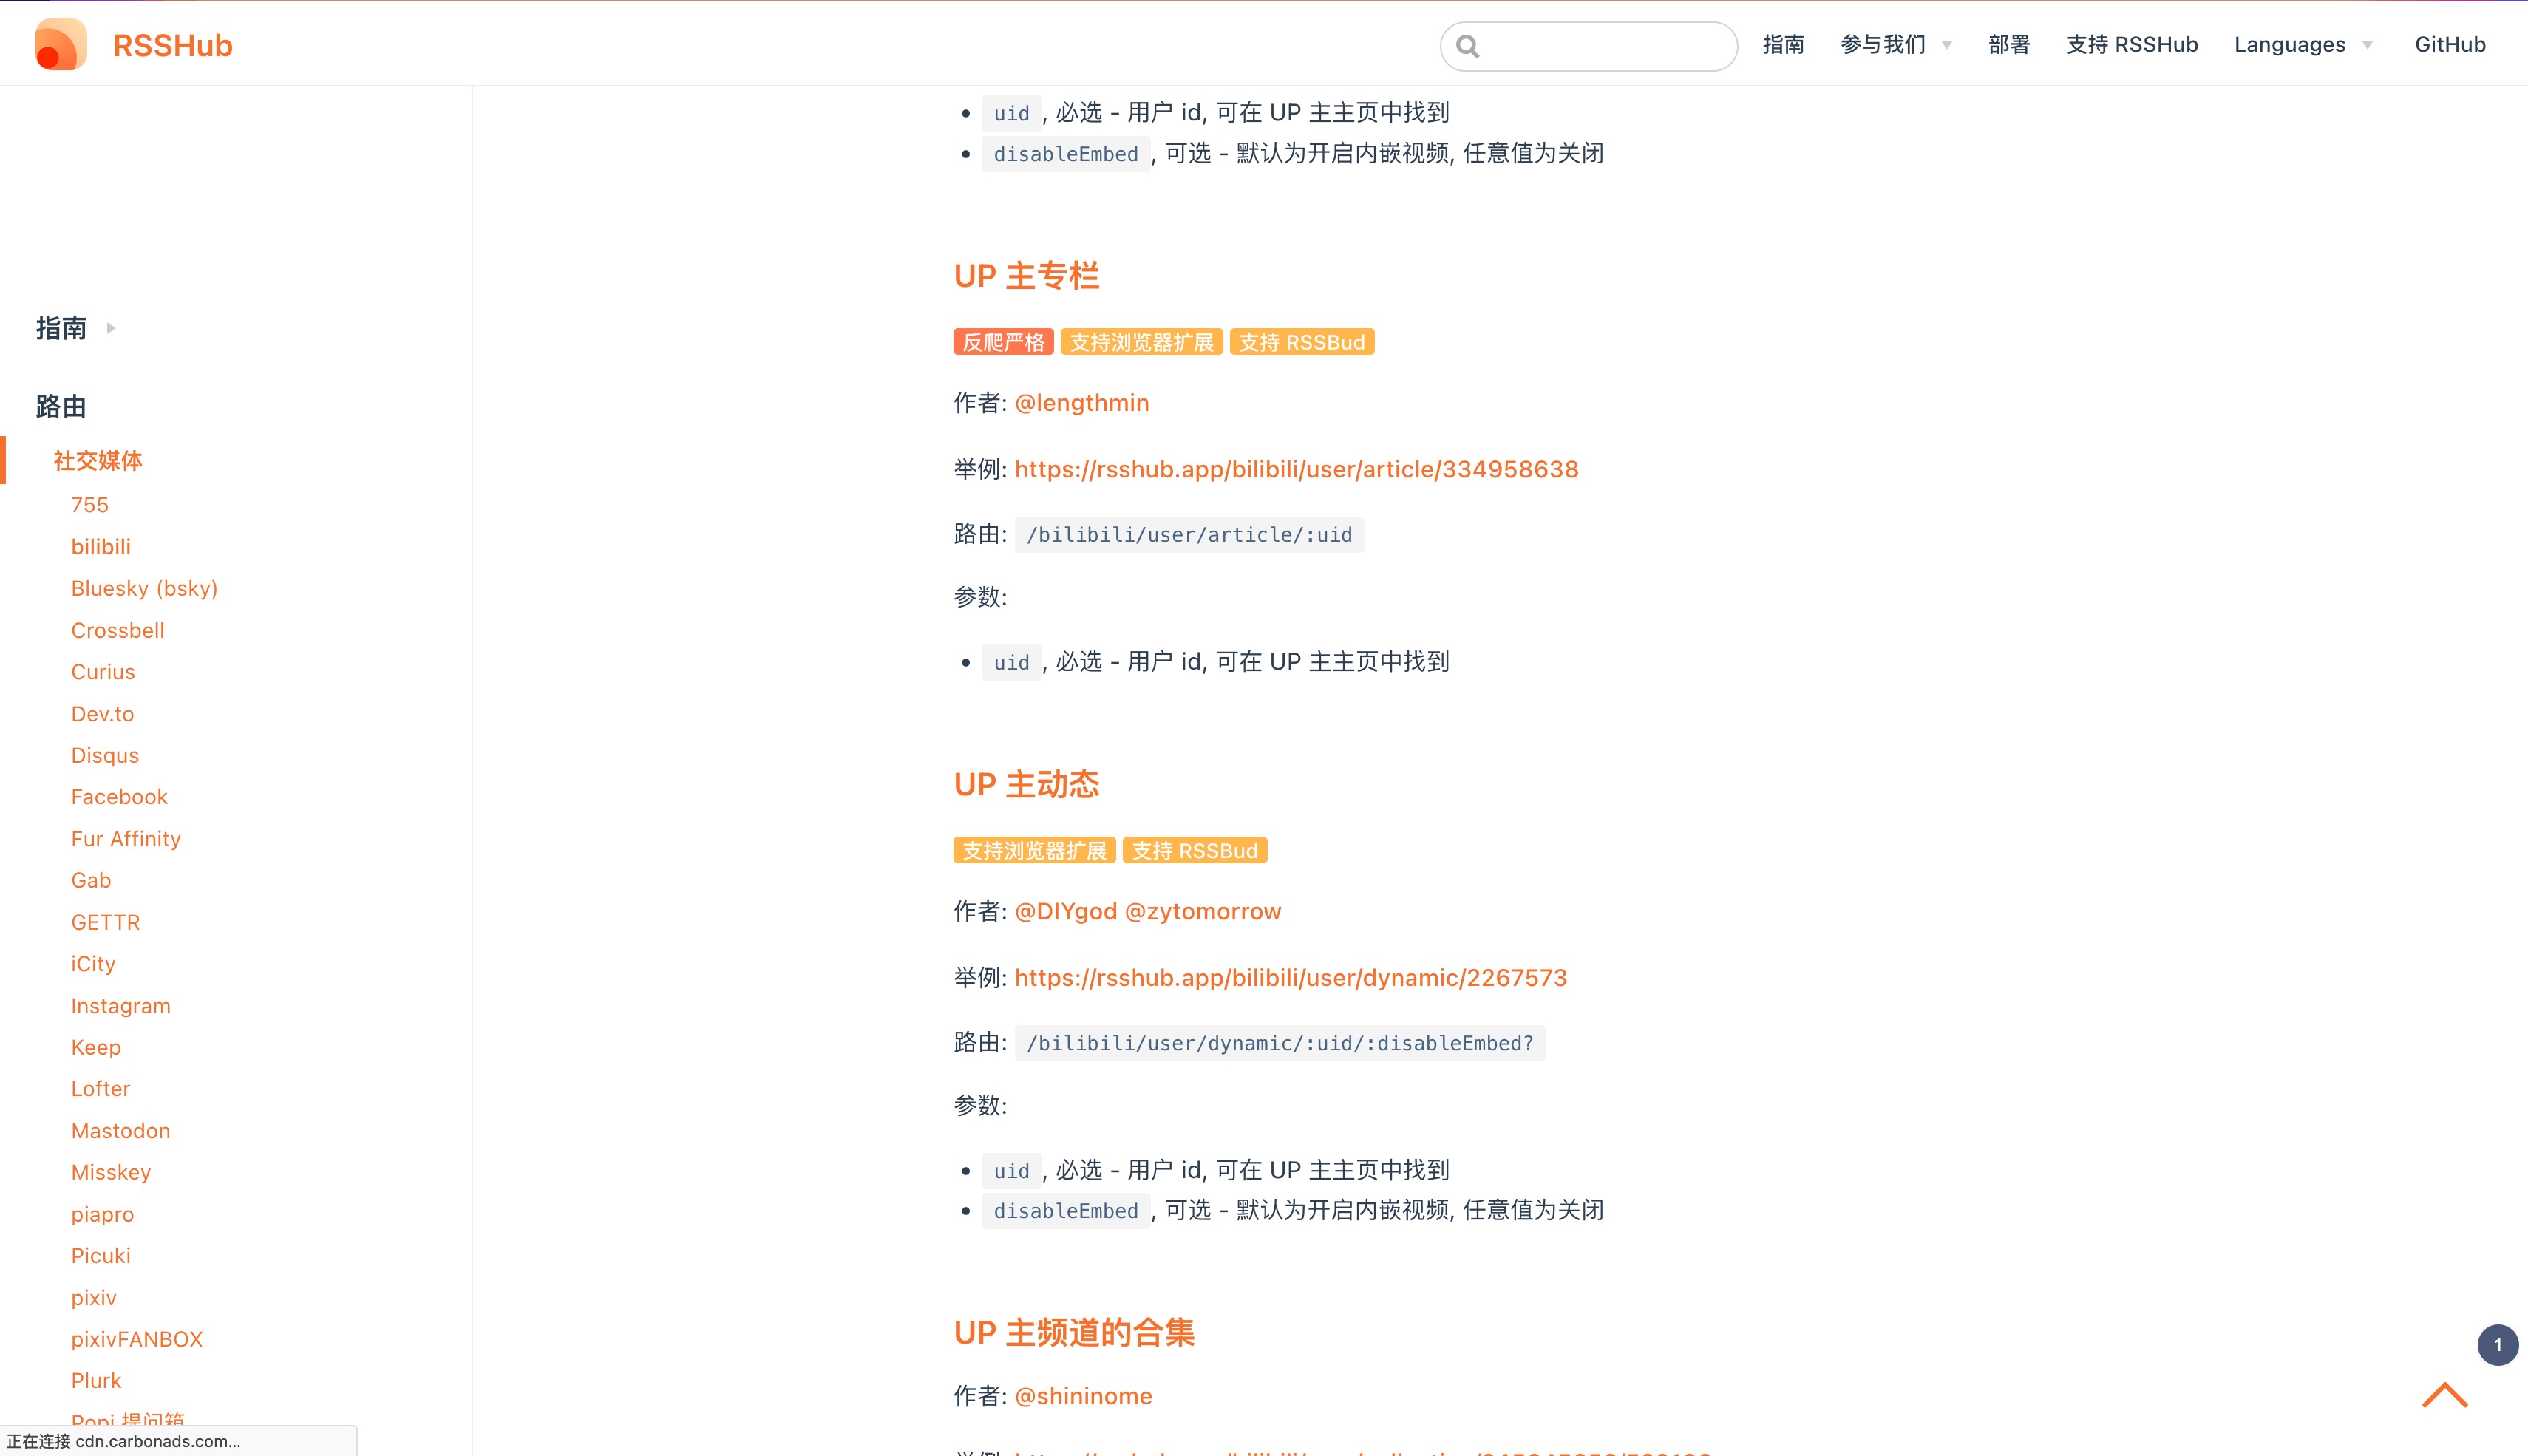 RSSHub
指南
参与我们
部署
支持 RSSHub
Languages
GitHub
指南
路由
社交媒体
755
bilibili
Bluesky (bsky)
Crossbell
Curius
Dev.to
Disqus
Facebook
Fur Affinity
Gab
GETTR
iCity
Instagram
Keep
Lofter
Mastodon
Misskey
piapro
Picuki
pixiv
pixivFANBOX
Plurk
Popi 提问箱
正在连接 cdn.carbonads.com...
uid , 必选 - 用户 id, 可在 UP 主主页中找到
disableEmbed , 可选 - 默认为开启内嵌视频, 任意值为关闭
UP 主专栏
反爬严格 支持浏览器扩展 支持 RSSBud
作者: @lengthmin
举例: https://rsshub.app/bilibili/user/article/334958638
路由: /bilibili/user/article/:uid
参数:
uid , 必选 - 用户 id, 可在 UP 主主页中找到
UP 主动态
支持浏览器扩展 支持 RSSBud
作者: @DIYgod @zytomorrow
举例: https://rsshub.app/bilibili/user/dynamic/2267573
路由: /bilibili/user/dynamic/:uid/:disableEmbed?
参数:
uid , 必选 - 用户 id, 可在 UP 主主页中找到
disableEmbed , 可选 - 默认为开启内嵌视频, 任意值为关闭
UP 主频道的合集
作者: @shininome
1